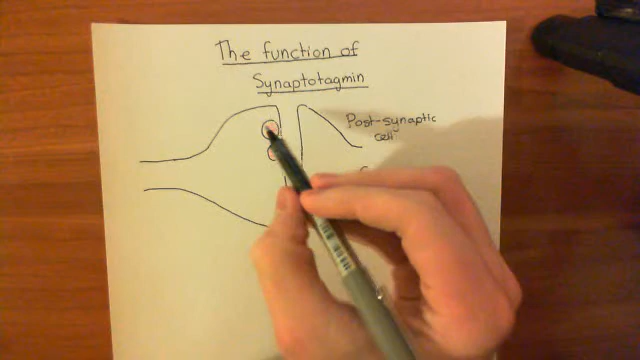 The function of
Synaptotagmin
Post-synaptic
cell